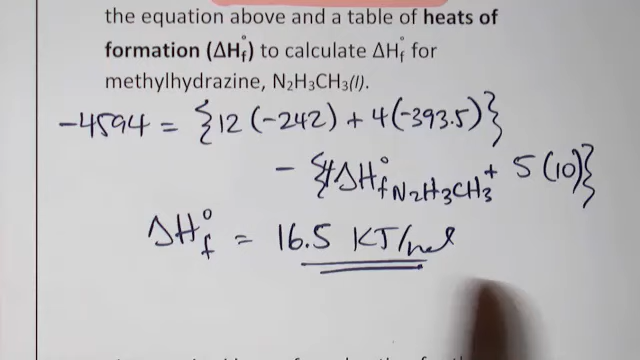 the equation above and a table of heats of
formation (ΔH°f) to calculate ΔH°f for
methylhydrazine, N2H3CH3(l).
-4594 = {12 (-242) + 4(-393.5)}
- {4ΔH°f N2H3CH3 + 5 (10)}
ΔH°f = 16.5 KJ/mol